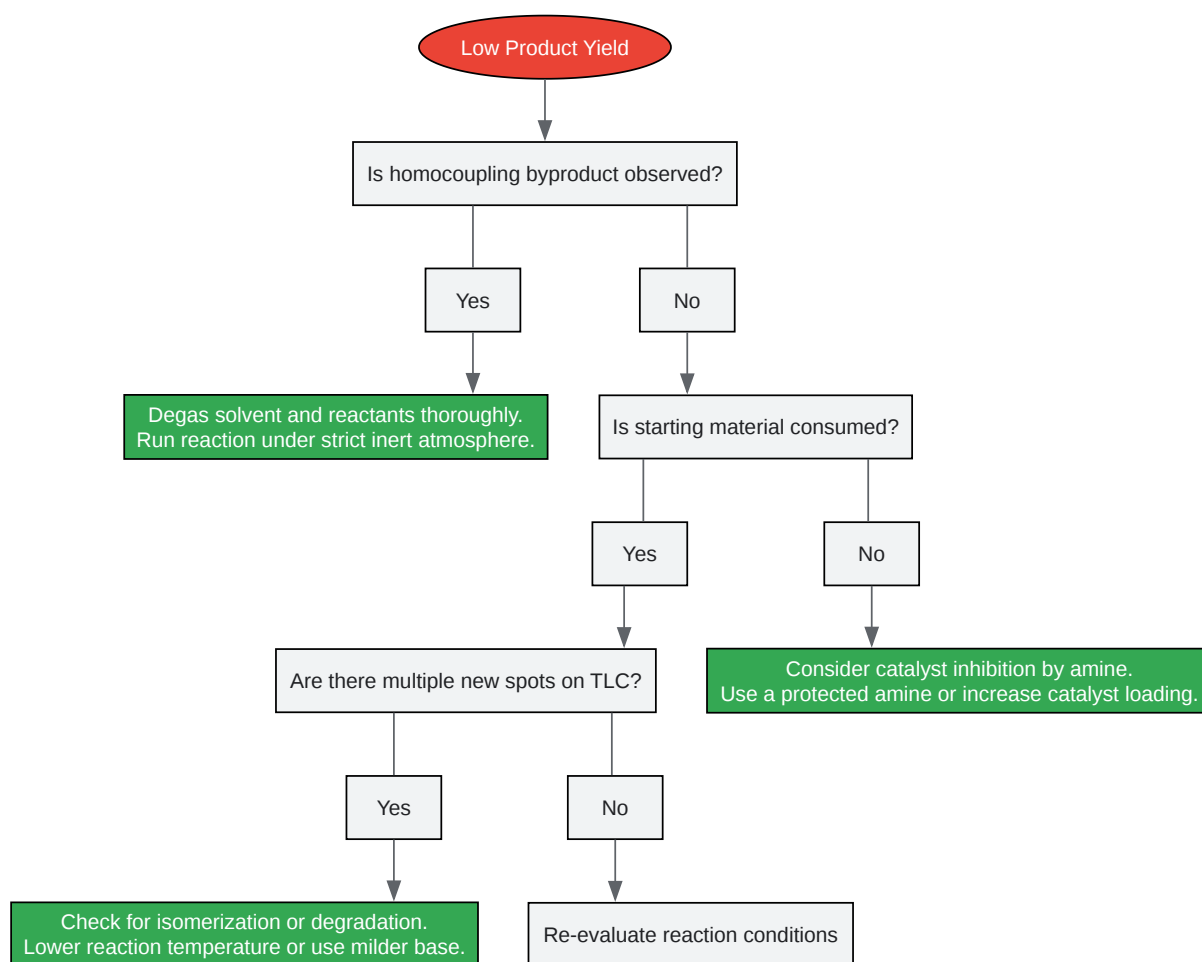 Low Product Yield
Is homocoupling byproduct observed?
Yes
No
Degas solvent and reactants thoroughly.
Run reaction under strict inert atmosphere.
Is starting material consumed?
Yes
No
Are there multiple new spots on TLC?
Consider catalyst inhibition by amine.
Use a protected amine or increase catalyst loading.
Yes
No
Check for isomerization or degradation.
Lower reaction temperature or use milder base.
Re-evaluate reaction conditions